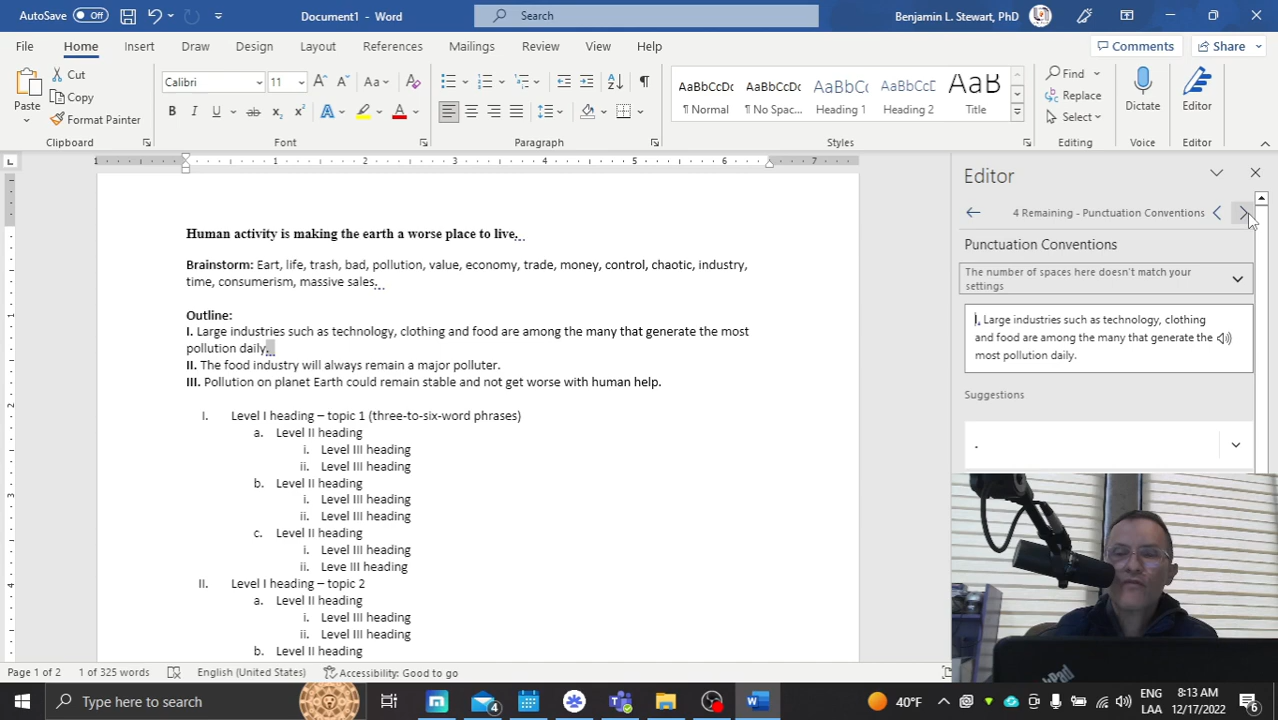 AutoSave Off Document1 - Word Search Benjamin L. Stewart, PhD
File Home Insert Draw Design Layout References Mailings Review View Help Comments Share
Paste Cut Copy Format Painter Clipboard
Calibri 11 Font
Paragraph
AaBbCcDc AaBbCcDc AaBbCcDc AaBbCcD AaB
¶ Normal ¶ No Spac... Heading 1 Heading 2 Title
Styles
Find Replace Select Editing
Dictate Voice
Editor Editor
1 1 2 3 4 5 6 7
Human activity is making the earth a worse place to live.
Brainstorm: Eart, life, trash, bad, pollution, value, economy, trade, money, control, chaotic, industry,
time, consumerism, massive sales.
Outline:
I. Large industries such as technology, clothing and food are among the many that generate the most
pollution daily.
II. The food industry will always remain a major polluter.
III. Pollution on planet Earth could remain stable and not get worse with human help.
I. Level I heading – topic 1 (three-to-six-word phrases)
a. Level II heading
i. Level III heading
ii. Level III heading
b. Level II heading
i. Level III heading
ii. Level III heading
c. Level II heading
i. Level III heading
ii. Leve III heading
II. Level I heading – topic 2
a. Level II heading
i. Level III heading
ii. Level III heading
b. Level II heading
Editor
4 Remaining - Punctuation Conventions
Punctuation Conventions
The number of spaces here doesn't match your
settings
I. Large industries such as technology, clothing
and food are among the many that generate the
most pollution daily.
Suggestions
.
Page 1 of 2 1 of 325 words English (United States) Accessibility: Good to go
Type here to search 4 40°F ENG 8:13 AM
LAA 12/17/2022 6